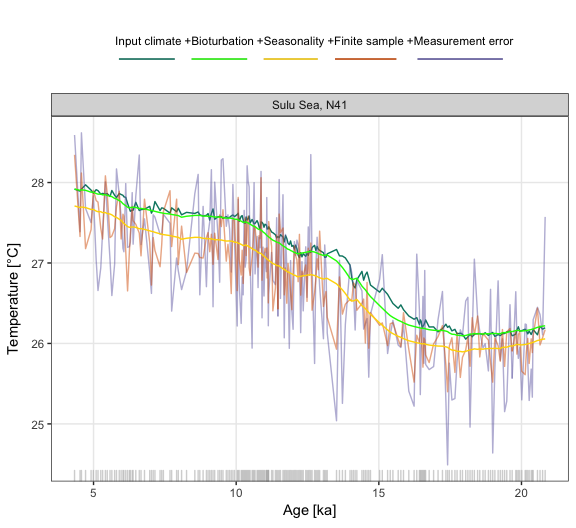 Input climate +Bioturbation +Seasonality +Finite sample +Measurement error
Sulu Sea, N41
28
27
26
25
Temperature [°C]
5 10 15 20
Age [ka]